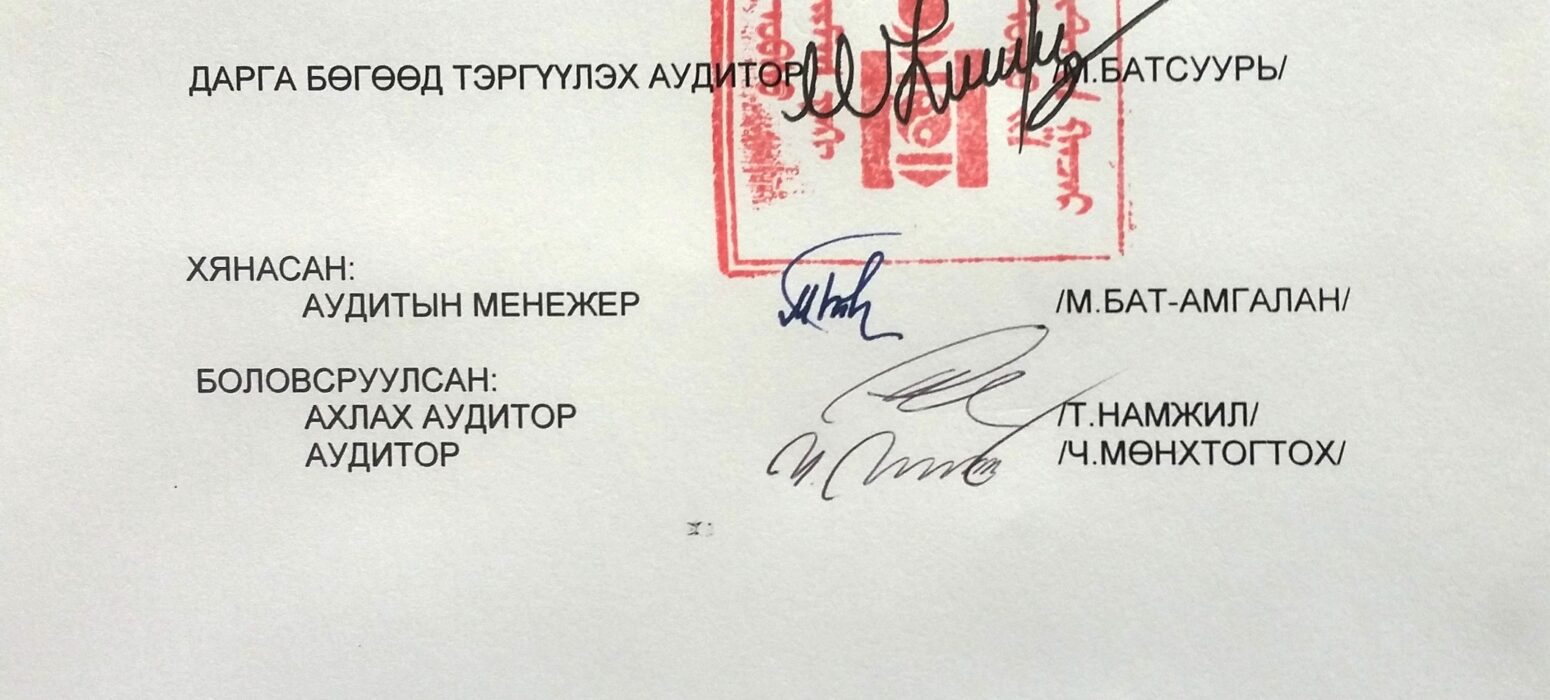 ДАРГА БӨГӨӨД ТЭРГҮҮЛЭХ АУДИТОР /М.БАТСУУРЬ/
ХЯНАСАН:
АУДИТЫН МЕНЕЖЕР /М.БАТ-АМГАЛАН/
БОЛОВСРУУЛСАН:
АХЛАХ АУДИТОР /Т.НАМЖИЛ/
АУДИТОР /Ч.МӨНХТОГТОХ/